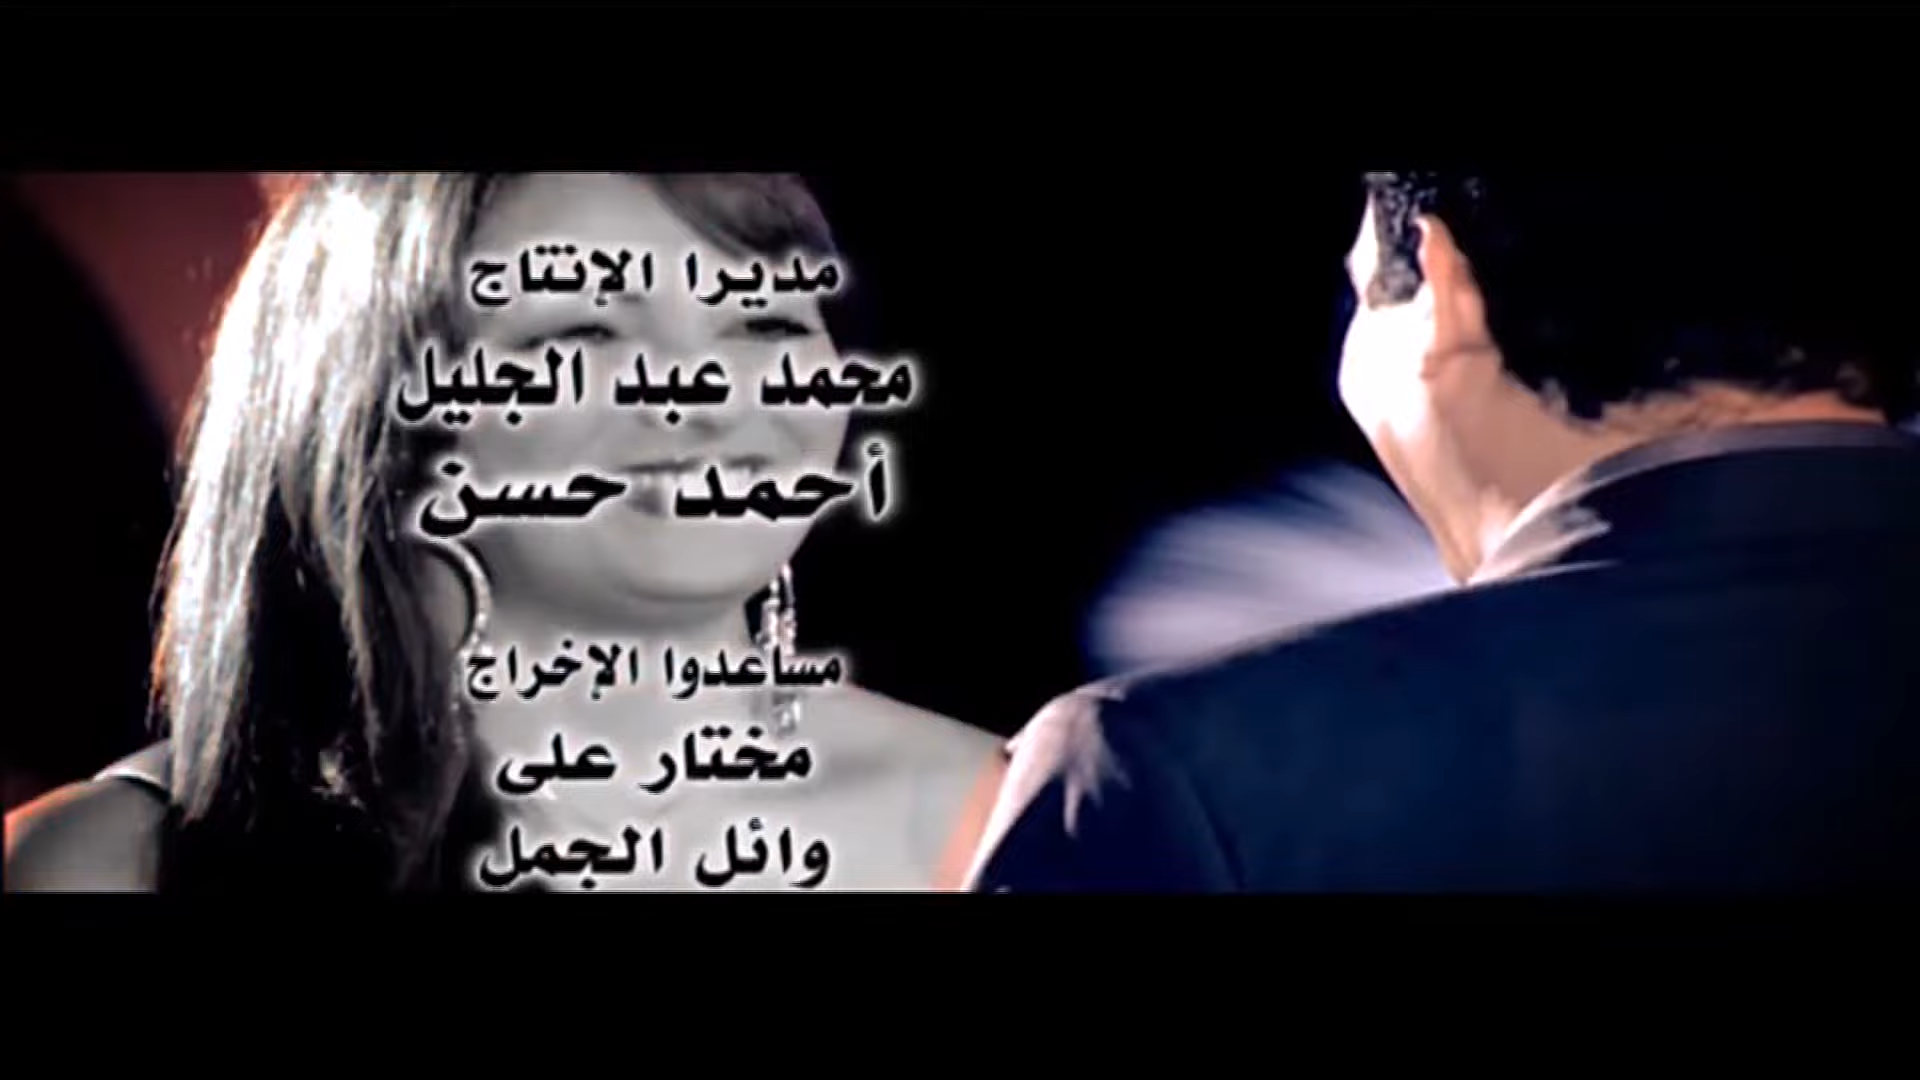 مديرا الإنتاج
محمد عبد الجليل
أحمد حسن
مساعدوا الإخراج
مختار على
وائل الجمل